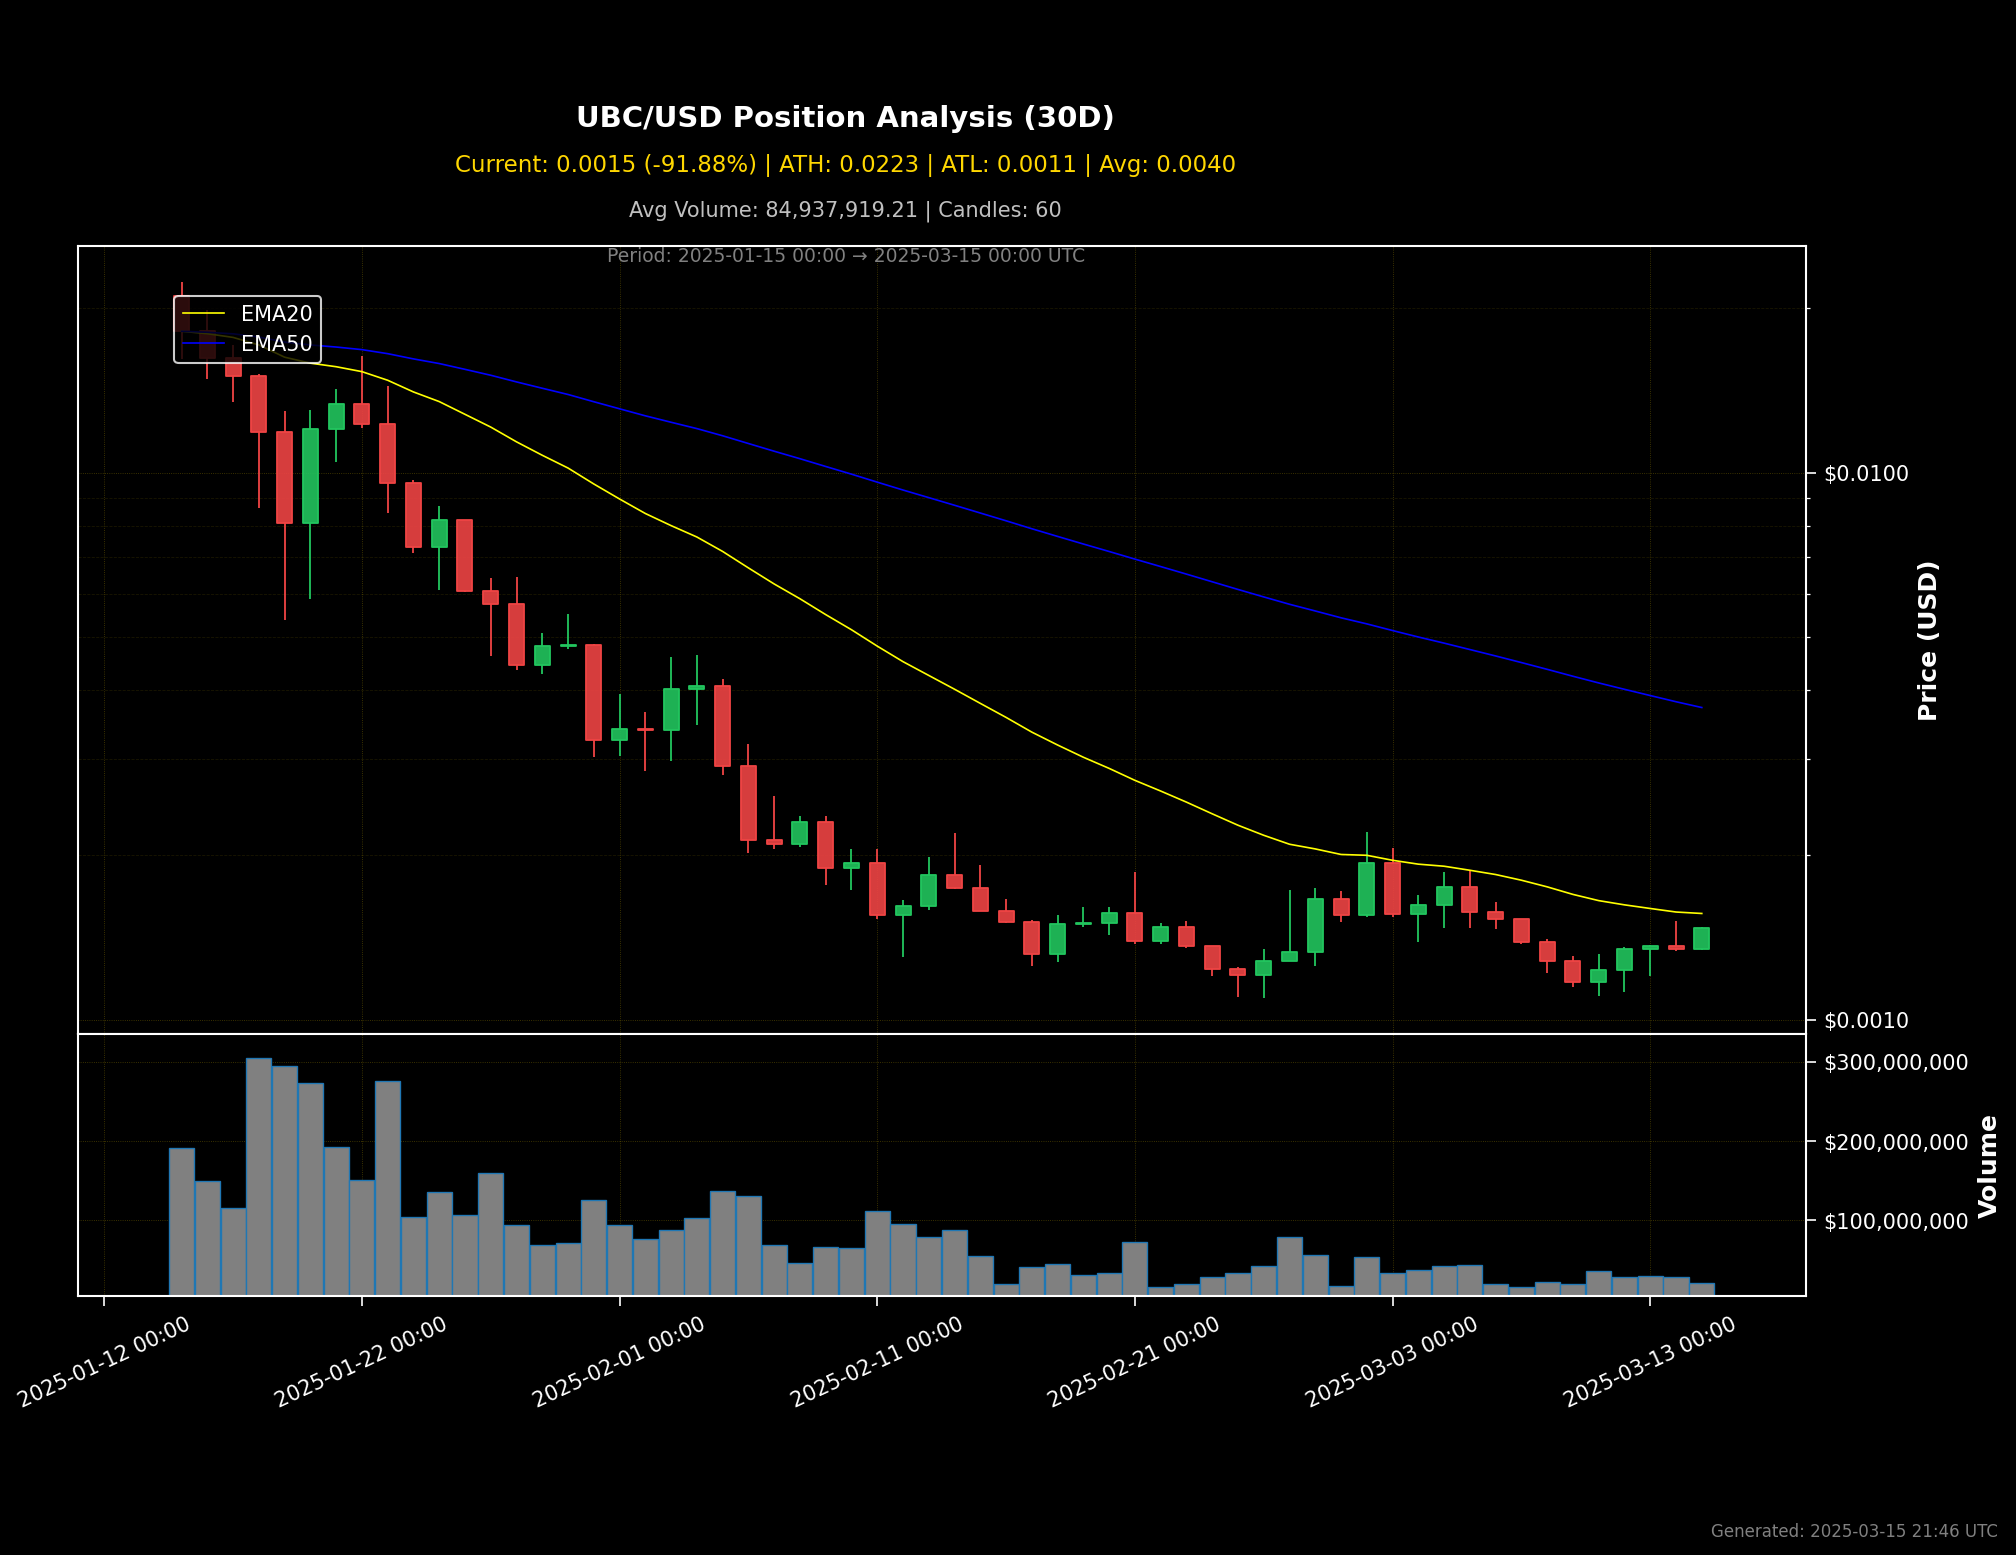 UBC/USD Position Analysis (30D)
Current: 0.0015 (-91.88%) | ATH: 0.0223 | ATL: 0.0011 | Avg: 0.0040
Avg Volume: 84,937,919.21 | Candles: 60
Period: 2025-01-15 00:00 → 2025-03-15 00:00 UTC
EMA20
EMA50
$0.0100
Price (USD)
$0.0010
$300,000,000
$200,000,000
$100,000,000
Volume
2025-01-12 00:00
2025-01-22 00:00
2025-02-01 00:00
2025-02-11 00:00
2025-02-21 00:00
2025-03-03 00:00
2025-03-13 00:00
Generated: 2025-03-15 21:46 UTC